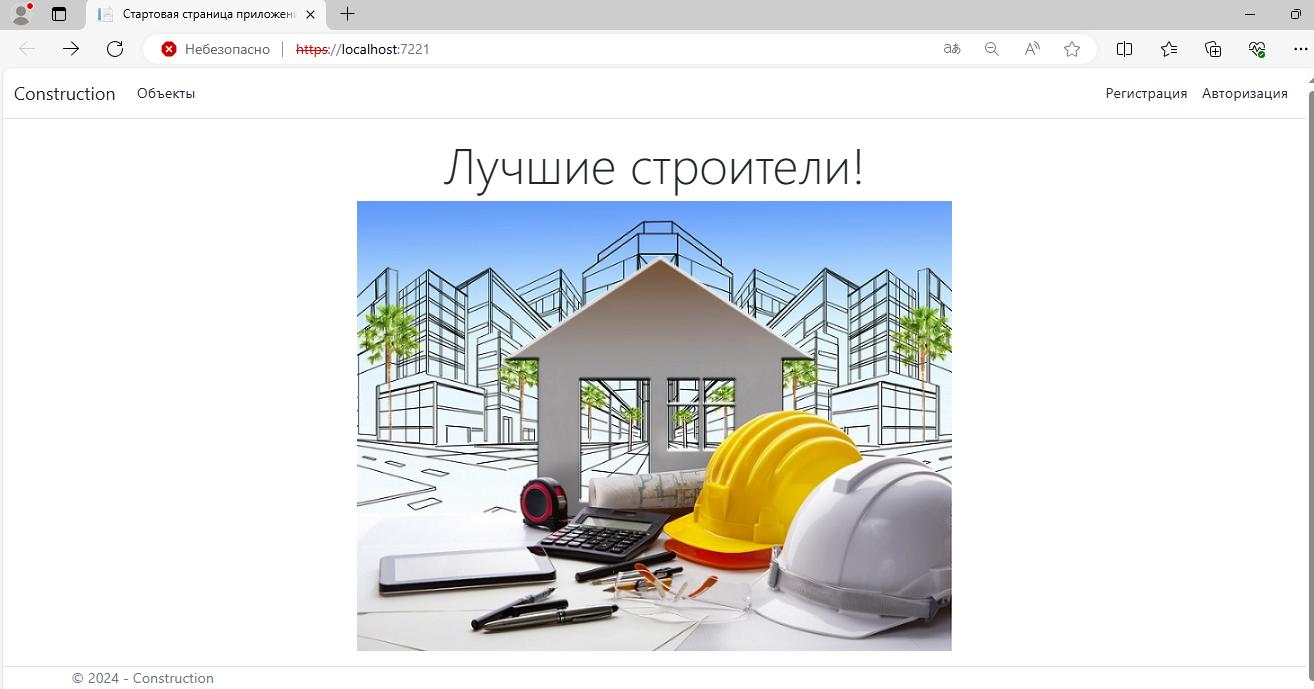 Стартовая страница приложен
Небезопасно https://localhost:7221
Construction Объекты Регистрация Авторизация
Лучшие строители!
© 2024 - Construction